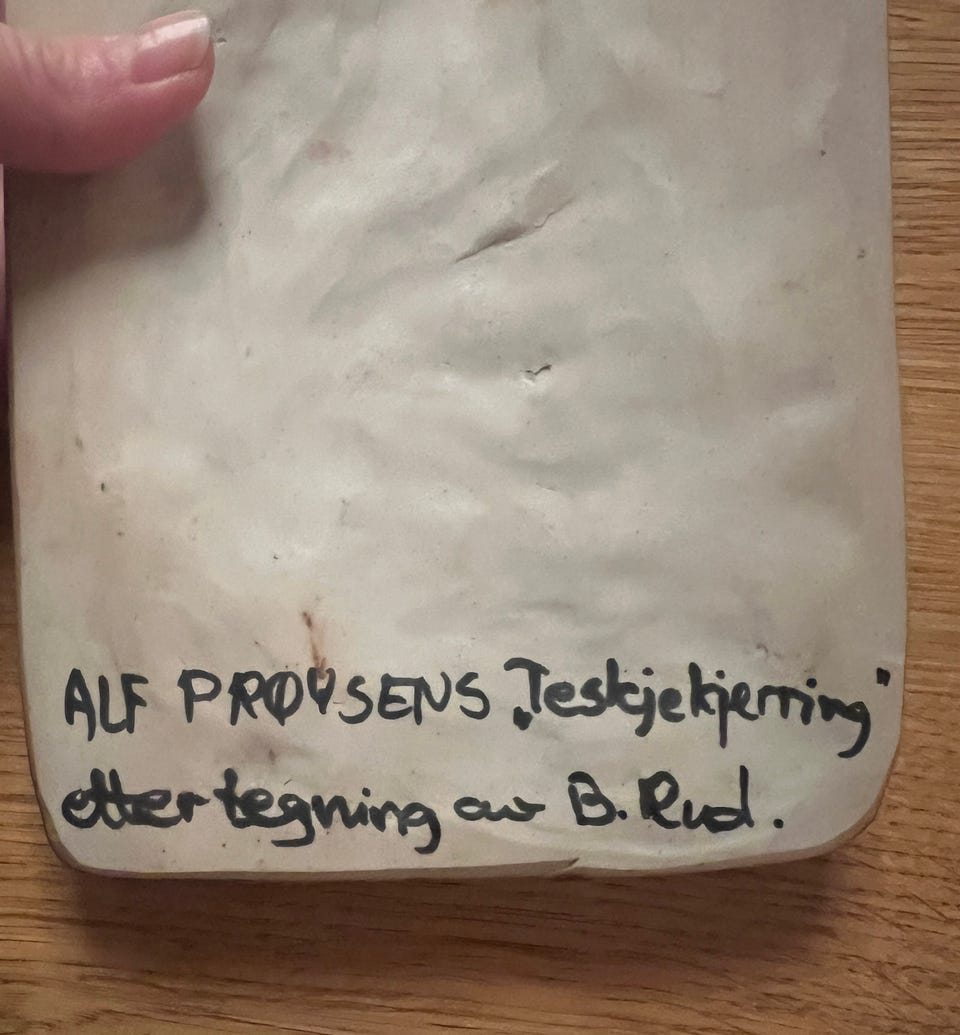 ALF PRØYSENS „Teskjekjerring"
etter tegning av B. Rud.